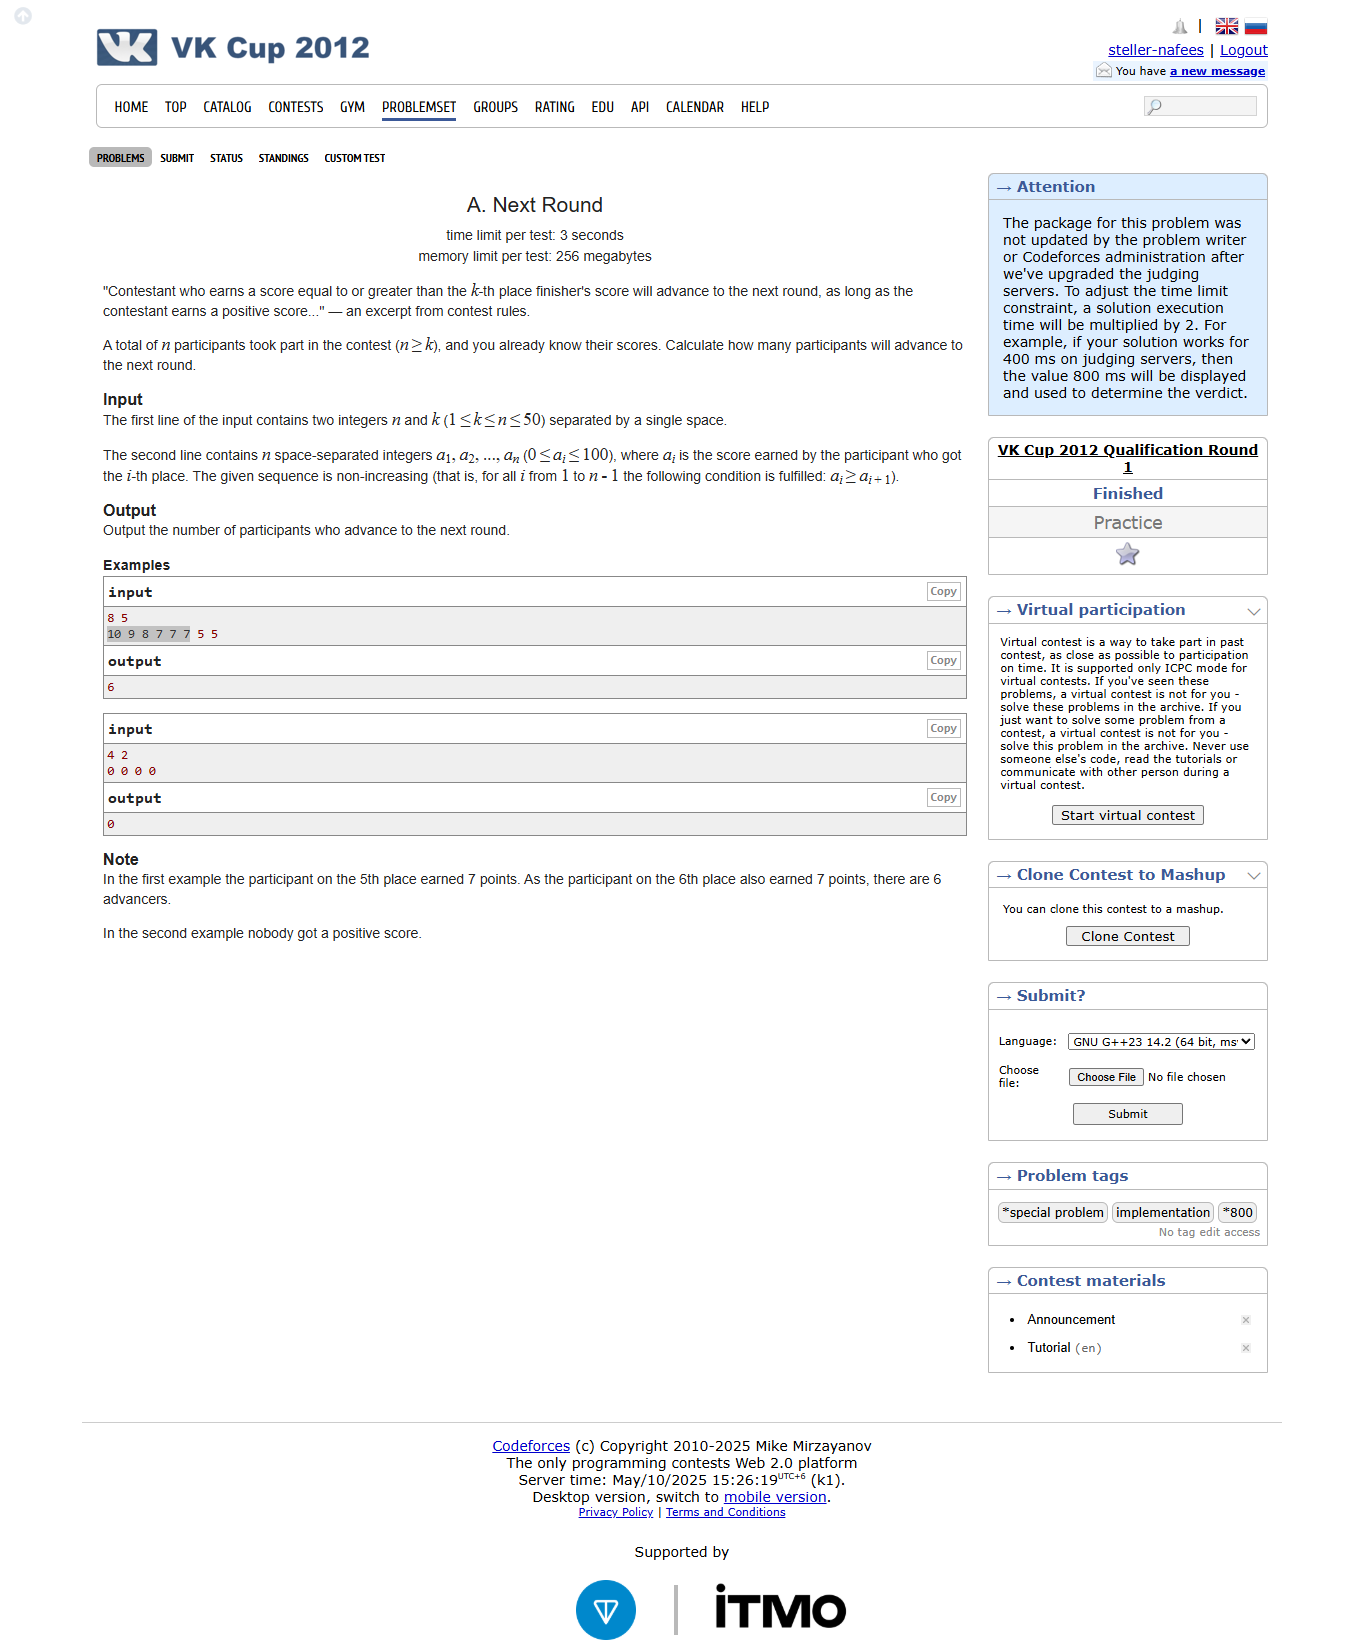 VK Cup 2012
|
steller-nafees | Logout
You have a new message
HOME TOP CATALOG CONTESTS GYM PROBLEMSET GROUPS RATING EDU API CALENDAR HELP
PROBLEMS SUBMIT STATUS STANDINGS CUSTOM TEST
A. Next Round
time limit per test: 3 seconds
memory limit per test: 256 megabytes
"Contestant who earns a score equal to or greater than the k-th place finisher's score will advance to the next round, as long as the
contestant earns a positive score..." — an excerpt from contest rules.
A total of n participants took part in the contest (n ≥ k), and you already know their scores. Calculate how many participants will advance to
the next round.
Input
The first line of the input contains two integers n and k (1 ≤ k ≤ n ≤ 50) separated by a single space.
The second line contains n space-separated integers a1, a2, ..., an (0 ≤ ai ≤ 100), where ai is the score earned by the participant who got
the i-th place. The given sequence is non-increasing (that is, for all i from 1 to n - 1 the following condition is fulfilled: ai ≥ ai + 1).
Output
Output the number of participants who advance to the next round.
Examples
input Copy
8 5
10 9 8 7 7 7 5 5
output Copy
6
input Copy
4 2
0 0 0 0
output Copy
0
Note
In the first example the participant on the 5th place earned 7 points. As the participant on the 6th place also earned 7 points, there are 6
advancers.
In the second example nobody got a positive score.
→ Attention
The package for this problem was
not updated by the problem writer
or Codeforces administration after
we've upgraded the judging
servers. To adjust the time limit
constraint, a solution execution
time will be multiplied by 2. For
example, if your solution works for
400 ms on judging servers, then
the value 800 ms will be displayed
and used to determine the verdict.
VK Cup 2012 Qualification Round
1
Finished
Practice
→ Virtual participation
Virtual contest is a way to take part in past
contest, as close as possible to participation
on time. It is supported only ICPC mode for
virtual contests. If you've seen these
problems, a virtual contest is not for you -
solve these problems in the archive. If you
just want to solve some problem from a
contest, a virtual contest is not for you -
solve this problem in the archive. Never use
someone else's code, read the tutorials or
communicate with other person during a
virtual contest.
Start virtual contest
→ Clone Contest to Mashup
You can clone this contest to a mashup.
Clone Contest
→ Submit?
Language: GNU G++23 14.2 (64 bit, ms
Choose
file: Choose File No file chosen
Submit
→ Problem tags
*special problem implementation *800
No tag edit access
→ Contest materials
• Announcement
• Tutorial (en)
Codeforces (c) Copyright 2010-2025 Mike Mirzayanov
The only programming contests Web 2.0 platform
Server time: May/10/2025 15:26:19UTC+6 (k1).
Desktop version, switch to mobile version.
Privacy Policy | Terms and Conditions
Supported by
iTMO